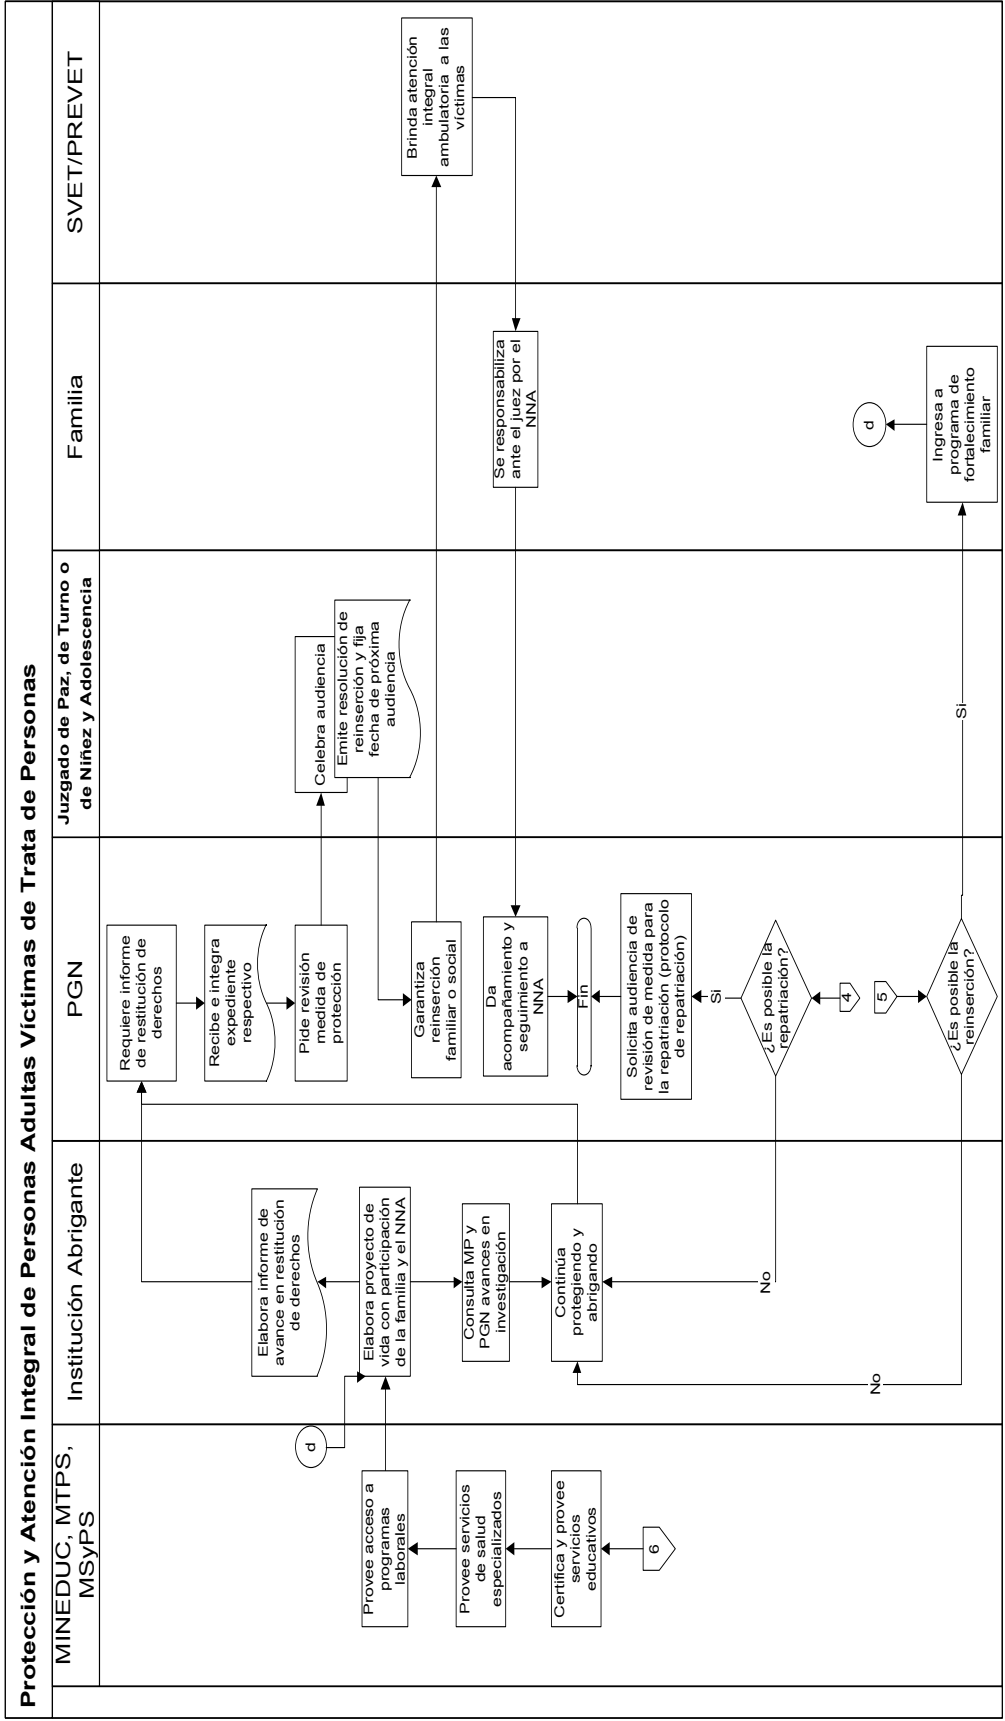 Protección y Atención Integral de Personas Adultas Víctimas de Trata de Personas
MINEDUC, MTPS,
MSyPS
Institución Abrigante
PGN
Juzgado de Paz, de Turno o
de Niñez y Adolescencia
Familia
SVET/PREVET
Provee acceso a
programas
laborales
Provee servicios
de salud
especializados
Certifica y provee
servicios
educativos
6
d
Elabora informe de
avance en restitución
de derechos
Elabora proyecto de
vida con participación
de la familia y el NNA
Consulta MP y
PGN avances en
investigación
Continúa
protegiendo y
abrigando
No
No
Requiere informe
de restitución de
derechos
Recibe e integra
expediente
respectivo
Pide revisión
medida de
protección
Garantiza
reinserción
familiar o social
Da
acompañamiento y
seguimiento a
NNA
Fin
Solicita audiencia de
revisión de medida para
la repatriación (protocolo
de repatriación)
Si
¿Es posible la
repatriación?
4
5
¿Es posible la
reinserción?
Celebra audiencia
Emite resolución de
reinserción y fija
fecha de próxima
audiencia
Si
Se responsabiliza
ante el juez por el
NNA
d
Ingresa a
programa de
fortalecimiento
familiar
Brinda atención
integral
ambulatoria a las
víctimas